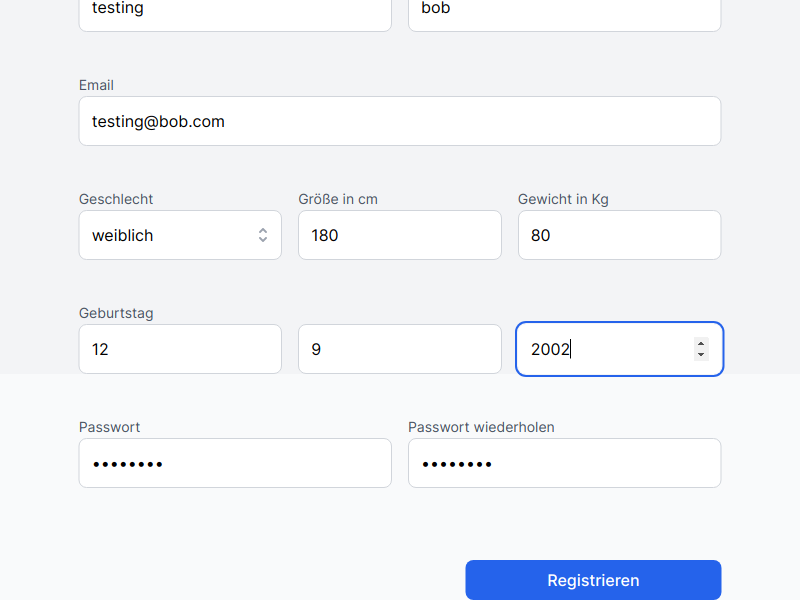 testing bob
Email
testing@bob.com
Geschlecht Größe in cm Gewicht in Kg
weiblich 180 80
Geburtstag
12 9 2002
Passwort Passwort wiederholen
•••••••• ••••••••
Registrieren